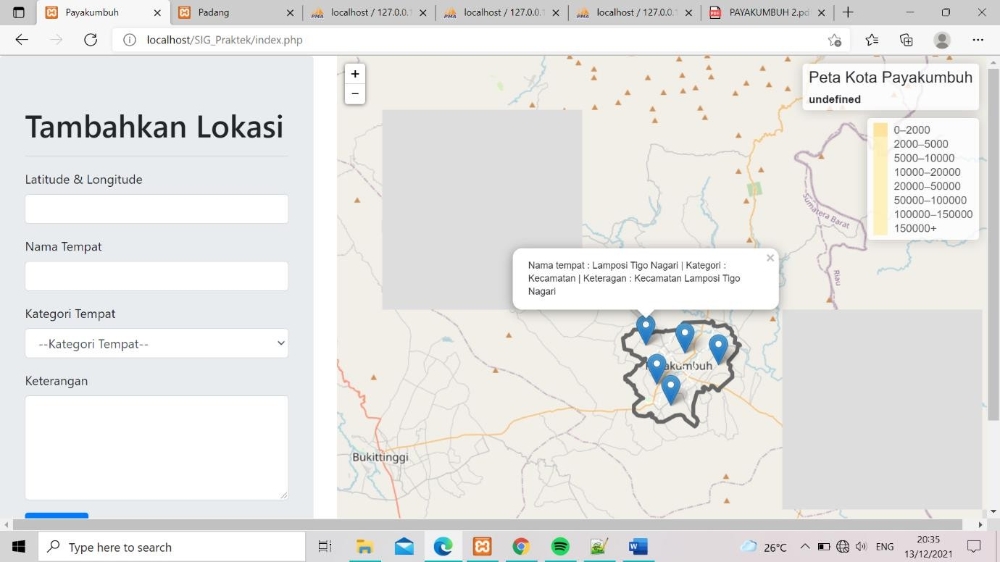 Payakumbuh
Padang
localhost / 127.0.0.1
localhost / 127.0.0.1
localhost / 127.0.0.1
PAYAKUMBUH 2.pd
localhost/SIG_Praktek/index.php
Tambahkan Lokasi
Latitude & Longitude
Nama Tempat
Kategori Tempat
--Kategori Tempat--
Keterangan
+
−
Peta Kota Payakumbuh
undefined
0–2000
2000–5000
5000–10000
10000–20000
20000–50000
50000–100000
100000–150000
150000+
Sumatera Barat
Riau
Nama tempat : Lamposi Tigo Nagari | Kategori :
Kecamatan | Keteragan : Kecamatan Lamposi Tigo
Nagari
×
akumbuh
Bukittinggi
Type here to search
26°C
ENG
20:35
13/12/2021